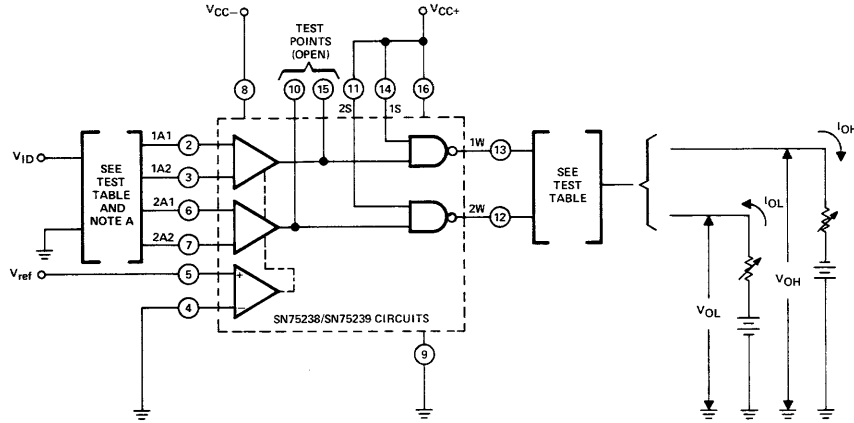 VCC−
VCC+
TEST
POINTS
(OPEN)
8
10
15
11
14
16
2S
1S
VID
SEE
TEST
TABLE
AND
NOTE A
1A1
2
1A2
3
2A1
6
2A2
7
Vref
5
+
4
−
1W
13
2W
12
SEE
TEST
TABLE
IOH
IOL
VOL
VOH
SN75238/SN75239 CIRCUITS
9